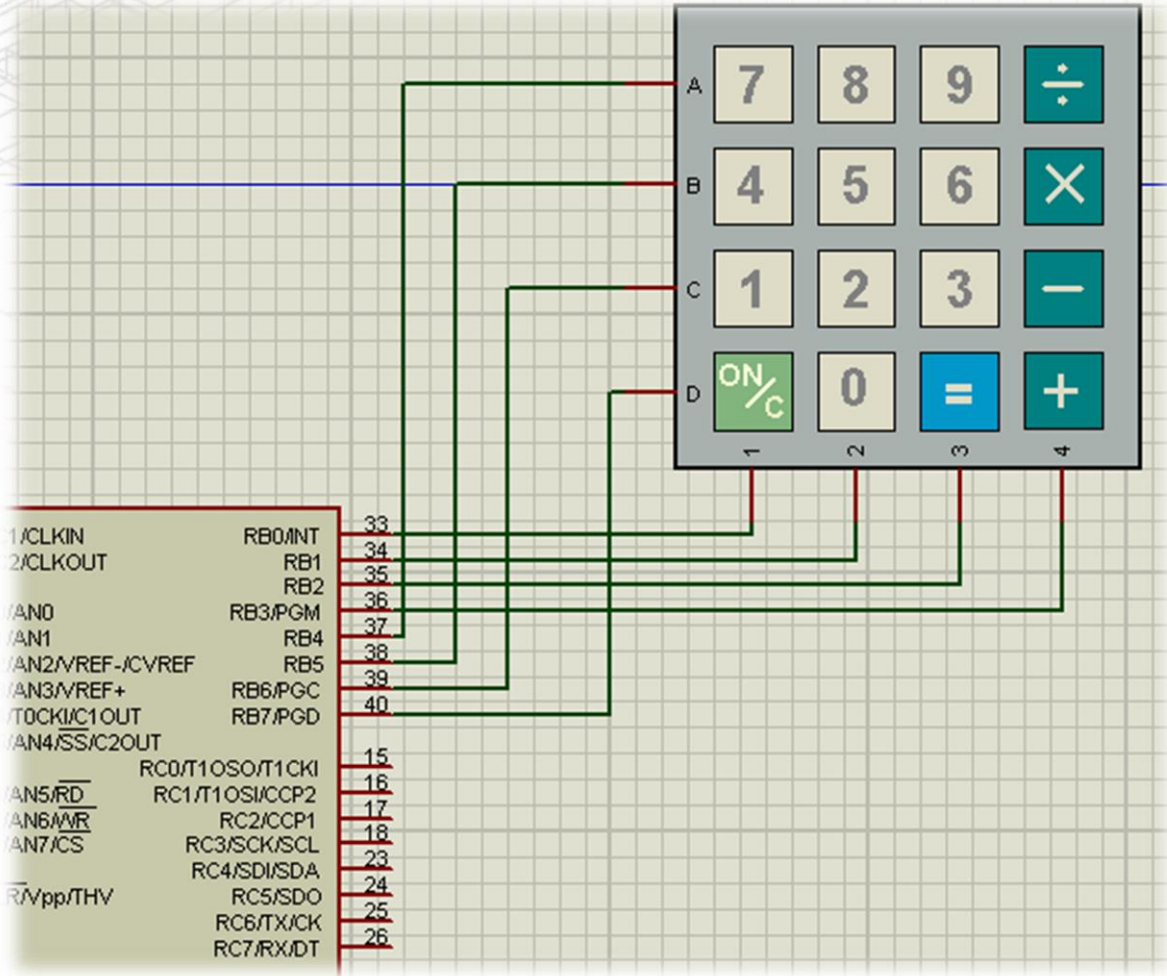 A 7 8 9 ÷
B 4 5 6 ×
C 1 2 3 −
D ON/C 0 = +
1 2 3 4
1/CLKIN RB0/INT 33
2/CLKOUT RB1 34
RB2 35
/AN0 RB3/PGM 36
/AN1 RB4 37
/AN2/VREF-/CVREF RB5 38
/AN3/VREF+ RB6/PGC 39
/T0CKI/C1OUT RB7/PGD 40
/AN4/SS/C2OUT
RC0/T1OSO/T1CKI 15
/AN5/RD RC1/T1OSI/CCP2 16
/AN6/WR RC2/CCP1 17
/AN7/CS RC3/SCK/SCL 18
RC4/SDI/SDA 23
R/Vpp/THV RC5/SDO 24
RC6/TX/CK 25
RC7/RX/DT 26